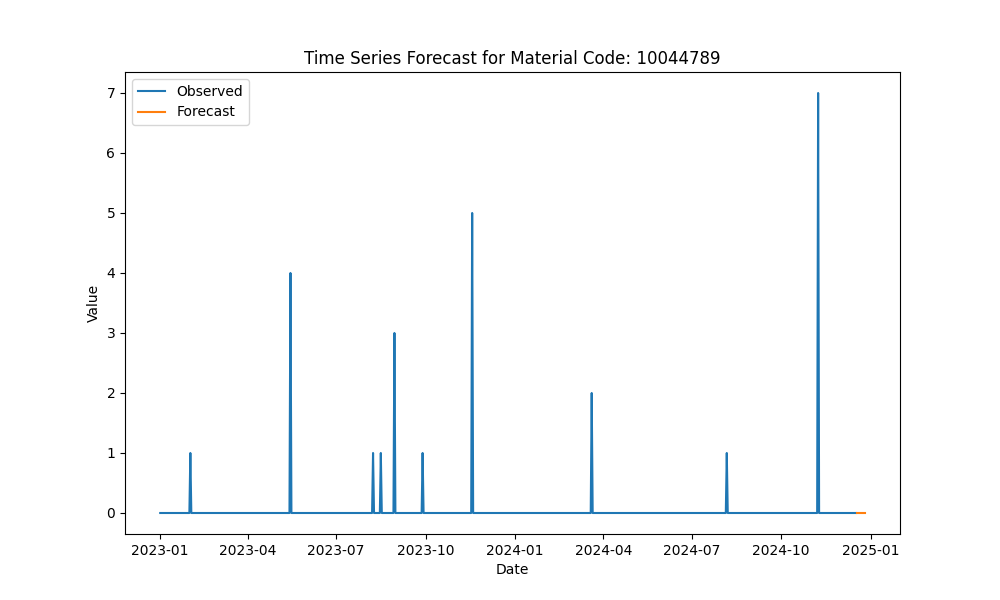 Time Series Forecast for Material Code: 10044789
Observed
Forecast
7
6
5
4
3
2
1
0
Value
2023-01 2023-04 2023-07 2023-10 2024-01 2024-04 2024-07 2024-10 2025-01
Date